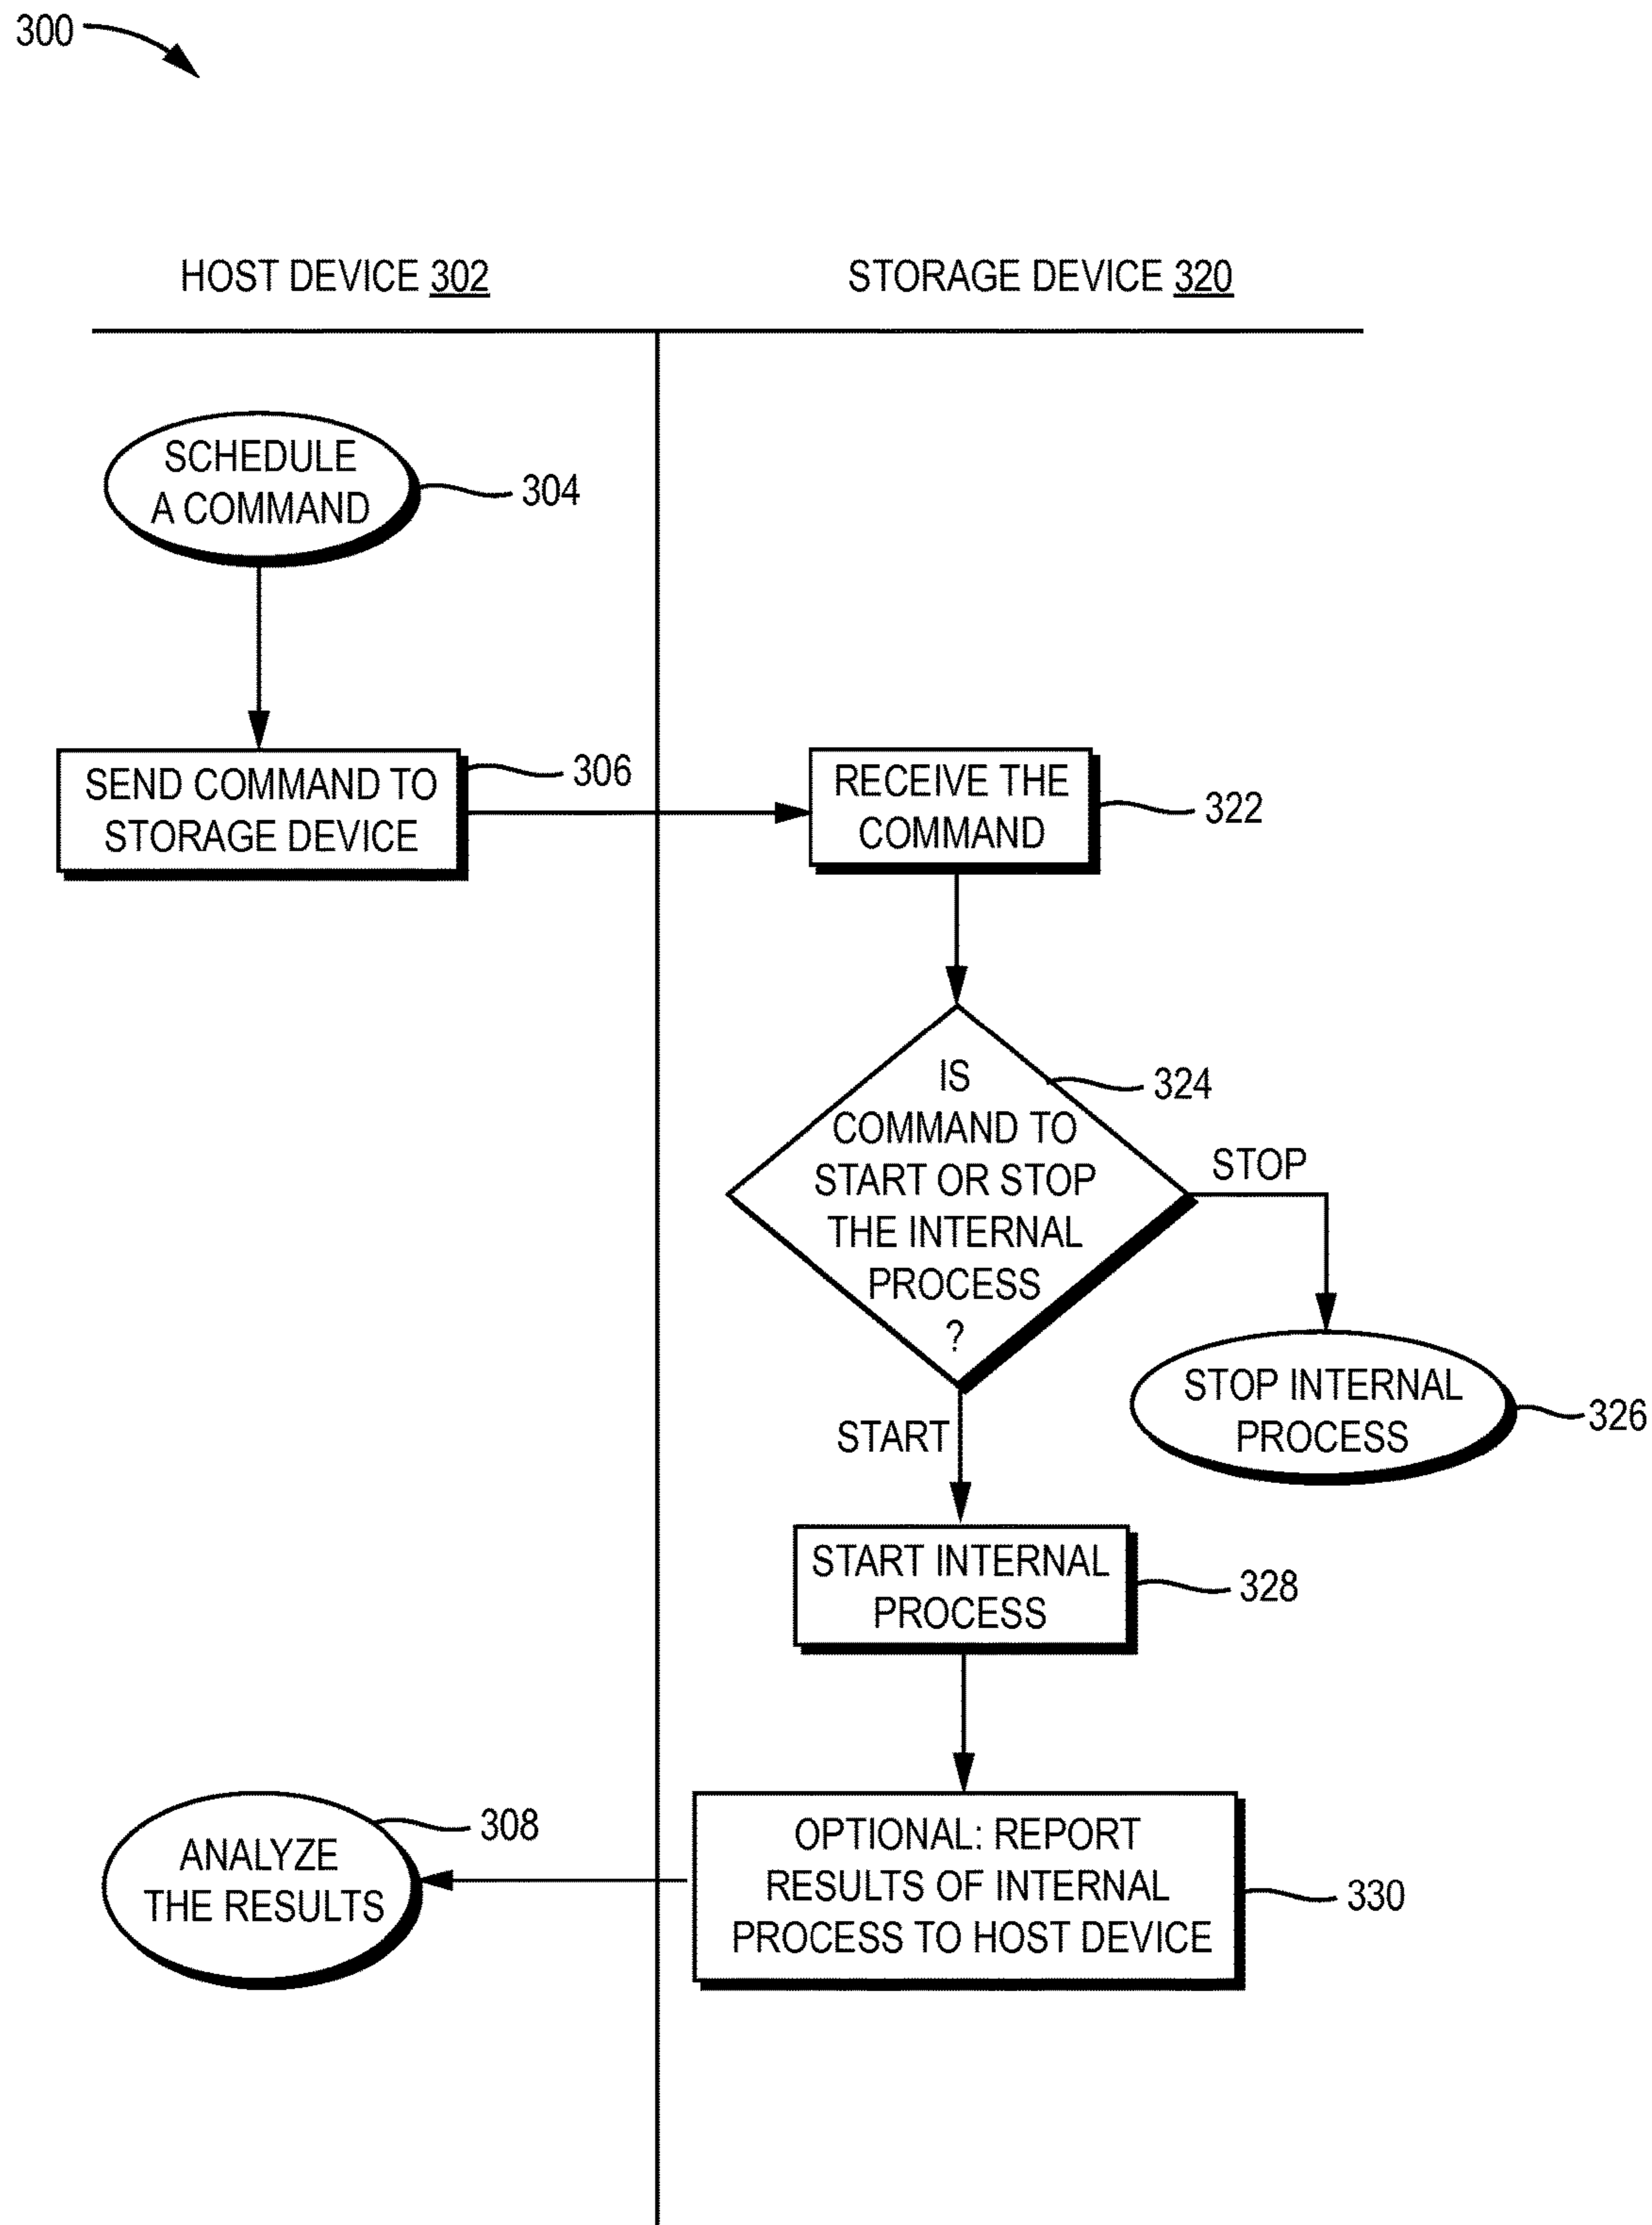 300
HOST DEVICE 302
STORAGE DEVICE 320
SCHEDULE
A COMMAND
304
SEND COMMAND TO
STORAGE DEVICE
306
RECEIVE THE
COMMAND
322
IS
COMMAND TO
START OR STOP
THE INTERNAL
PROCESS
?
324
STOP
STOP INTERNAL
PROCESS
326
START
START INTERNAL
PROCESS
328
OPTIONAL: REPORT
RESULTS OF INTERNAL
PROCESS TO HOST DEVICE
330
ANALYZE
THE RESULTS
308